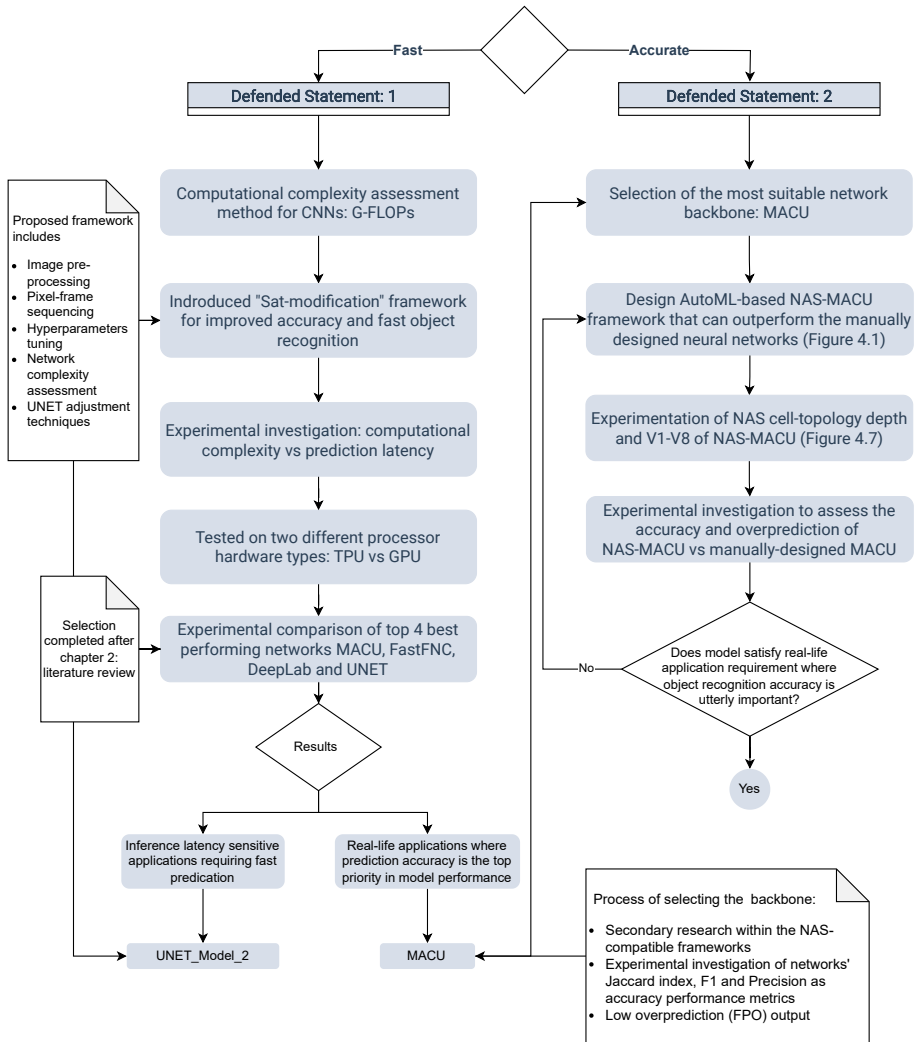 Fast
Accurate
Defended Statement: 1
Defended Statement: 2
Computational complexity assessment
method for CNNs: G-FLOPs
Selection of the most suitable network
backbone: MACU
Proposed framework
includes
• Image pre-
processing
• Pixel-frame
sequencing
• Hyperparameters
tuning
• Network
complexity
assessment
• UNET adjustment
techniques
Indroduced "Sat-modification" framework
for improved accuracy and fast object
recognition
Design AutoML-based NAS-MACU
framework that can outperform the manually
designed neural networks (Figure 4.1)
Experimental investigation: computational
complexity vs prediction latency
Experimentation of NAS cell-topology depth
and V1-V8 of NAS-MACU (Figure 4.7)
Tested on two different processor
hardware types: TPU vs GPU
Experimental investigation to assess the
accuracy and overprediction of
NAS-MACU vs manually-designed MACU
Selection
completed after
chapter 2:
literature review
Experimental comparison of top 4 best
performing networks MACU, FastFNC,
DeepLab and UNET
No
Does model satisfy real-life
application requirement where
object recognition accuracy is
utterly important?
Results
Yes
Inference latency sensitive
applications requiring fast
predication
Real-life applications where
prediction accuracy is the top
priority in model performance
UNET_Model_2
MACU
Process of selecting the backbone:
• Secondary research within the NAS-
compatible frameworks
• Experimental investigation of networks'
Jaccard index, F1 and Precision as
accuracy performance metrics
• Low overprediction (FPO) output